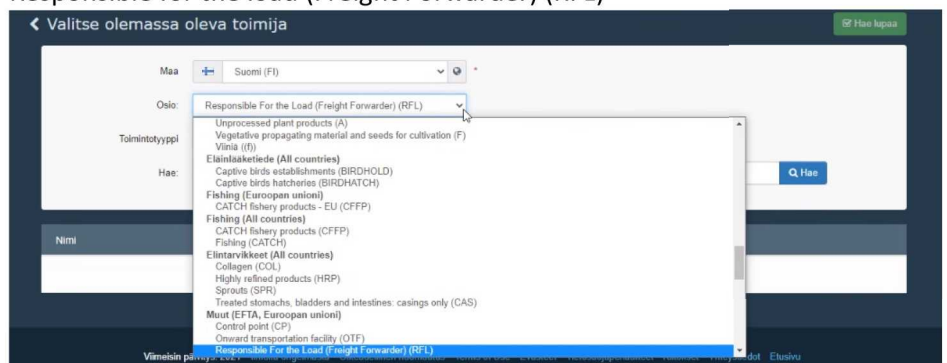 Responsible for the load (Freight Forwarder) (RFL)
Valitse olemassa oleva toimija
Hae lupaa
Maa
Suomi (FI)
*
Osio:
Responsible For the Load (Freight Forwarder) (RFL)
Toimintotyyppi
Hae:
Hae
Unprocessed plant products (A)
Vegetative propagating material and seeds for cultivation (F)
Viiniä ((f))
Eläinlääketiede (All countries)
Captive birds establishments (BIRDHOLD)
Captive birds hatcheries (BIRDHATCH)
Fishing (Euroopan unioni)
CATCH fishery products - EU (CFFP)
Fishing (All countries)
CATCH fishery products (CFFP)
Fishing (CATCH)
Elintarvikkeet (All countries)
Collagen (COL)
Highly refined products (HRP)
Sprouts (SPR)
Treated stomachs, bladders and intestines: casings only (CAS)
Muut (EFTA, Euroopan unioni)
Control point (CP)
Onward transportation facility (OTF)
Responsible For the Load (Freight Forwarder) (RFL)
Nimi
Viimeisin
Etusivu